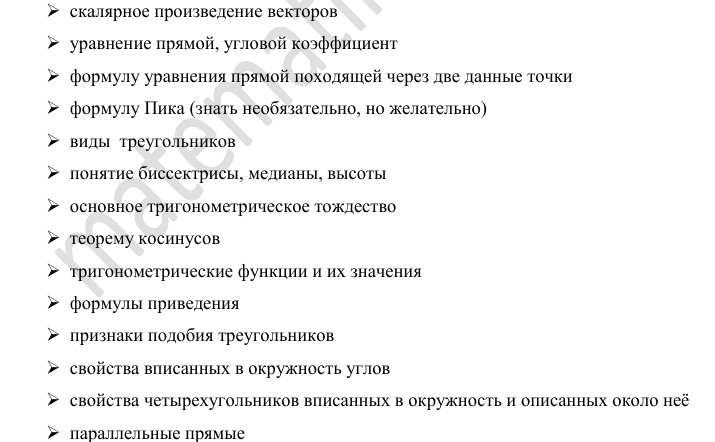 ➢ скалярное произведение векторов
➢ уравнение прямой, угловой коэффициент
➢ формулу уравнения прямой походящей через две данные точки
➢ формулу Пика (знать необязательно, но желательно)
➢ виды треугольников
➢ понятие биссектрисы, медианы, высоты
➢ основное тригонометрическое тождество
➢ теорему косинусов
➢ тригонометрические функции и их значения
➢ формулы приведения
➢ признаки подобия треугольников
➢ свойства вписанных в окружность углов
➢ свойства четырехугольников вписанных в окружность и описанных около неё
➢ параллельные прямые